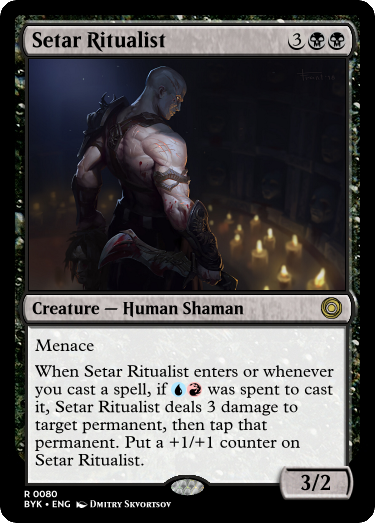 Setar Ritualist 3
Creature — Human Shaman
Menace
When Setar Ritualist enters or whenever
you cast a spell, if was spent to cast
it, Setar Ritualist deals 3 damage to
target permanent, then tap that
permanent. Put a +1/+1 counter on
Setar Ritualist.
3/2
R 0080
BYK • ENG Dmitry Skvortsov